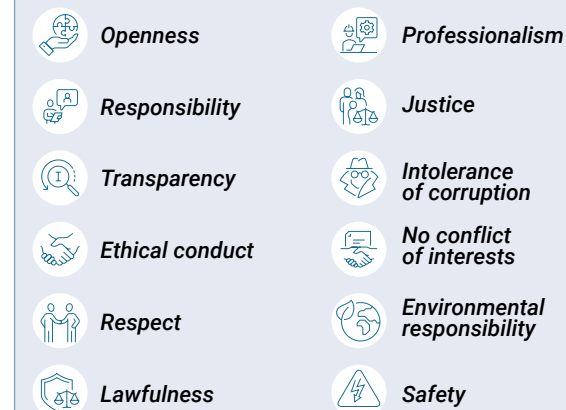 Openness
Responsibility
Transparency
Ethical conduct
Respect
Lawfulness
Professionalism
Justice
Intolerance
of corruption
No conflict
of interests
Environmental
responsibility
Safety